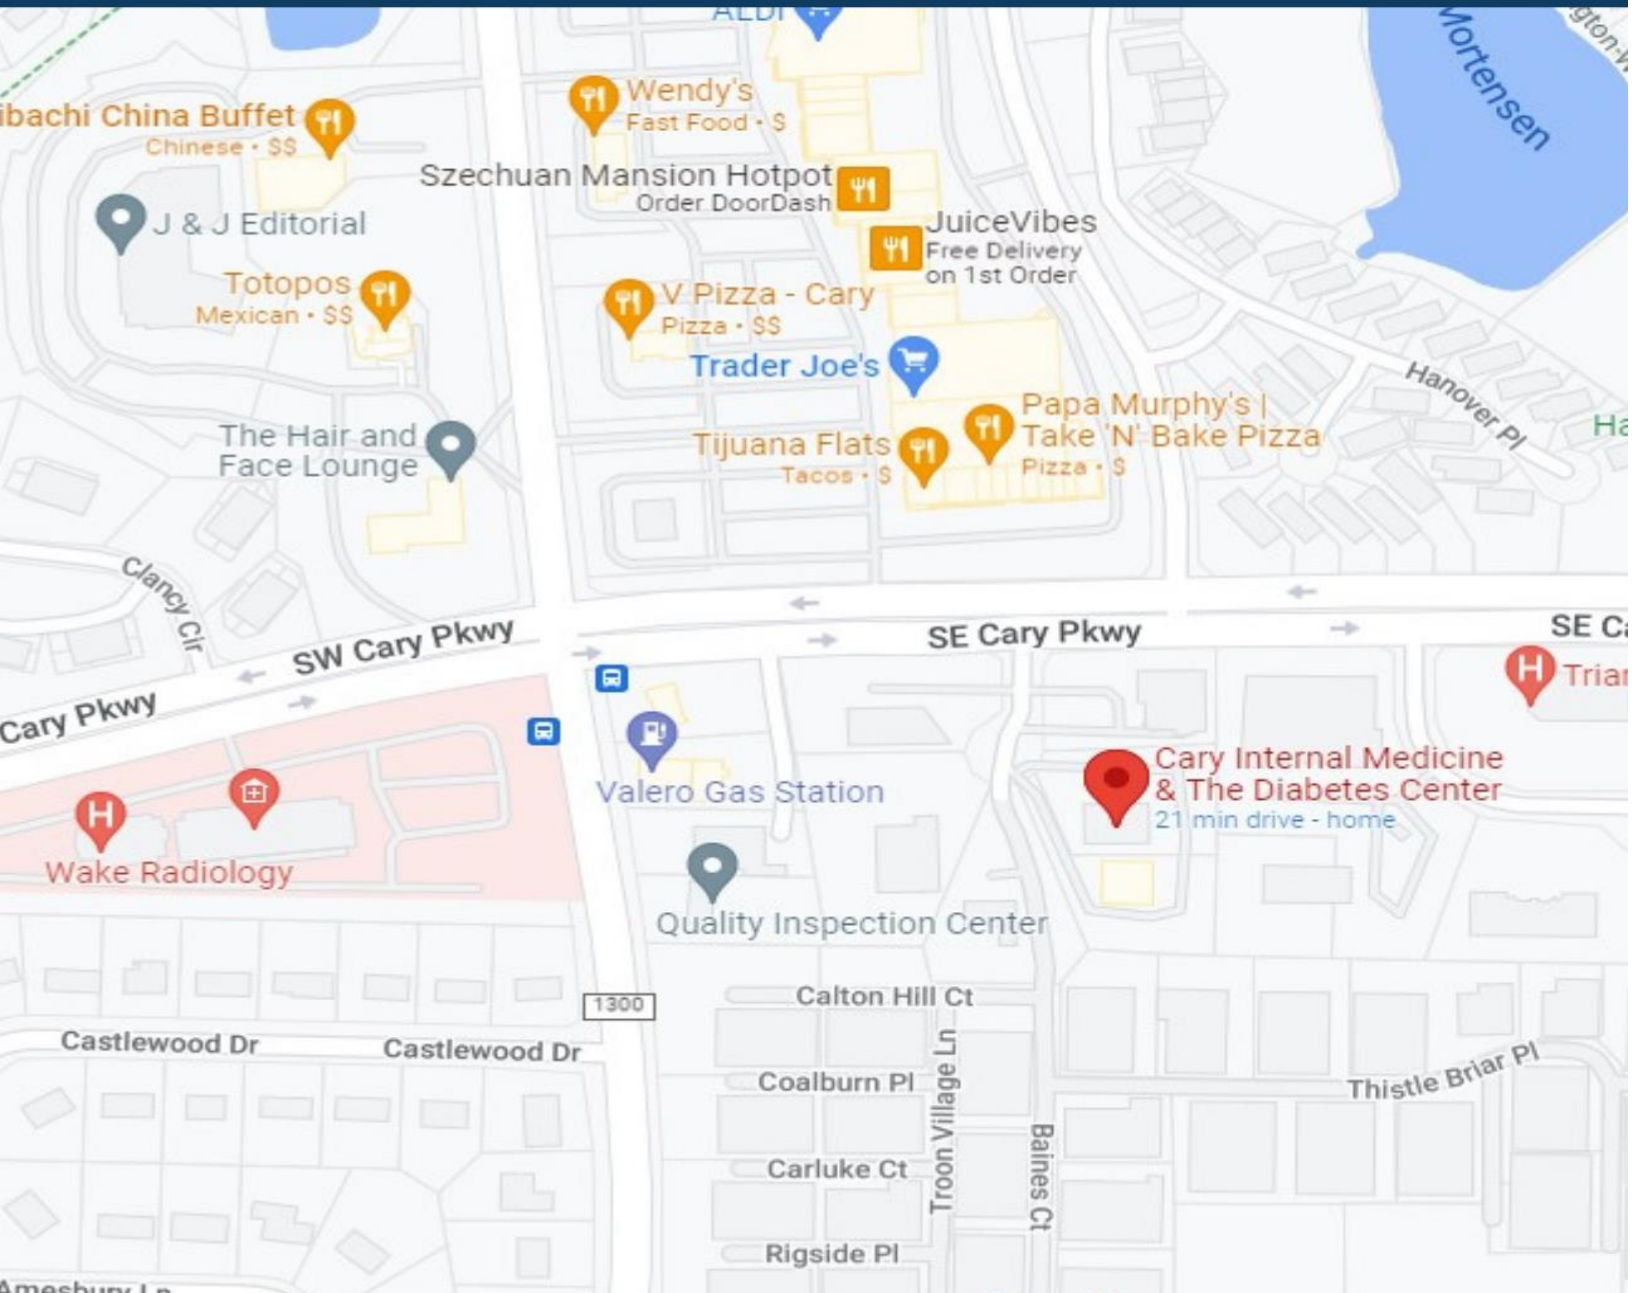 ALDI
Mortensen
Wendy's
Fast Food • $
ibachi China Buffet
Chinese • $$
Szechuan Mansion Hotpot
Order DoorDash
J & J Editorial
JuiceVibes
Free Delivery
on 1st Order
Totopos
Mexican • $$
V Pizza - Cary
Pizza • $$
Trader Joe's
Hanover Pl
Papa Murphy's |
Take 'N' Bake Pizza
Pizza • $
Ha
The Hair and
Face Lounge
Tijuana Flats
Tacos • $
Clancy Cir
SW Cary Pkwy
SE Cary Pkwy
SE Ca
H
Trian
Cary Pkwy
Valero Gas Station
Cary Internal Medicine
& The Diabetes Center
21 min drive - home
H
Wake Radiology
Quality Inspection Center
1300
Calton Hill Ct
Castlewood Dr
Castlewood Dr
Coalburn Pl
Troon Village Ln
Thistle Briar Pl
Baines Ct
Carluke Ct
Rigside Pl
Amesbury Ln